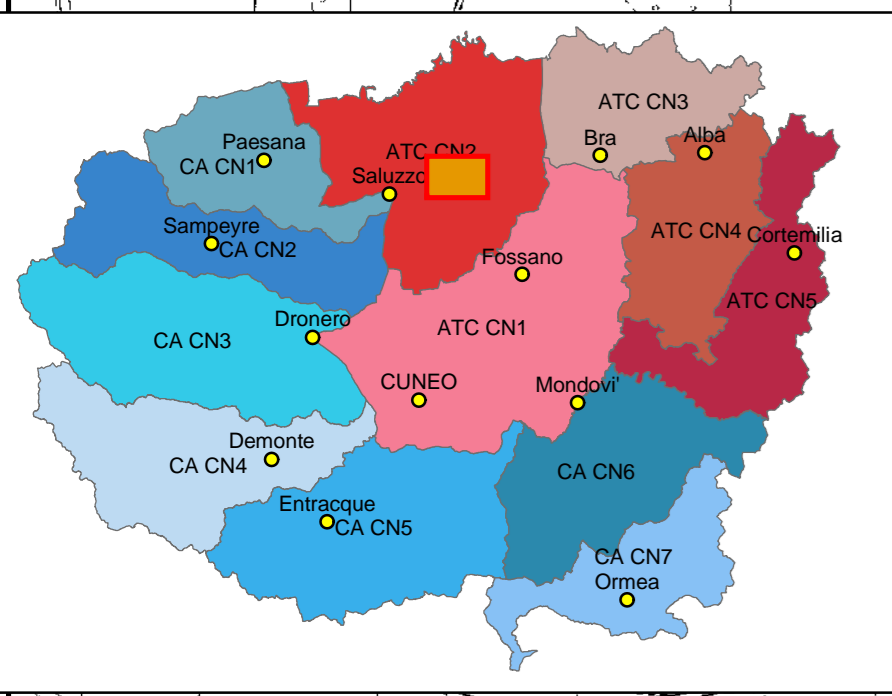 ATC CN3
Bra
Alba
Paesana
CA CN1
ATC CN2
Saluzzo
Sampeyre
CA CN2
ATC CN4
Cortemilia
Fossano
ATC CN5
Dronero
CA CN3
ATC CN1
CUNEO
Mondovi'
Demonte
CA CN4
CA CN6
Entracque
CA CN5
CA CN7
Ormea